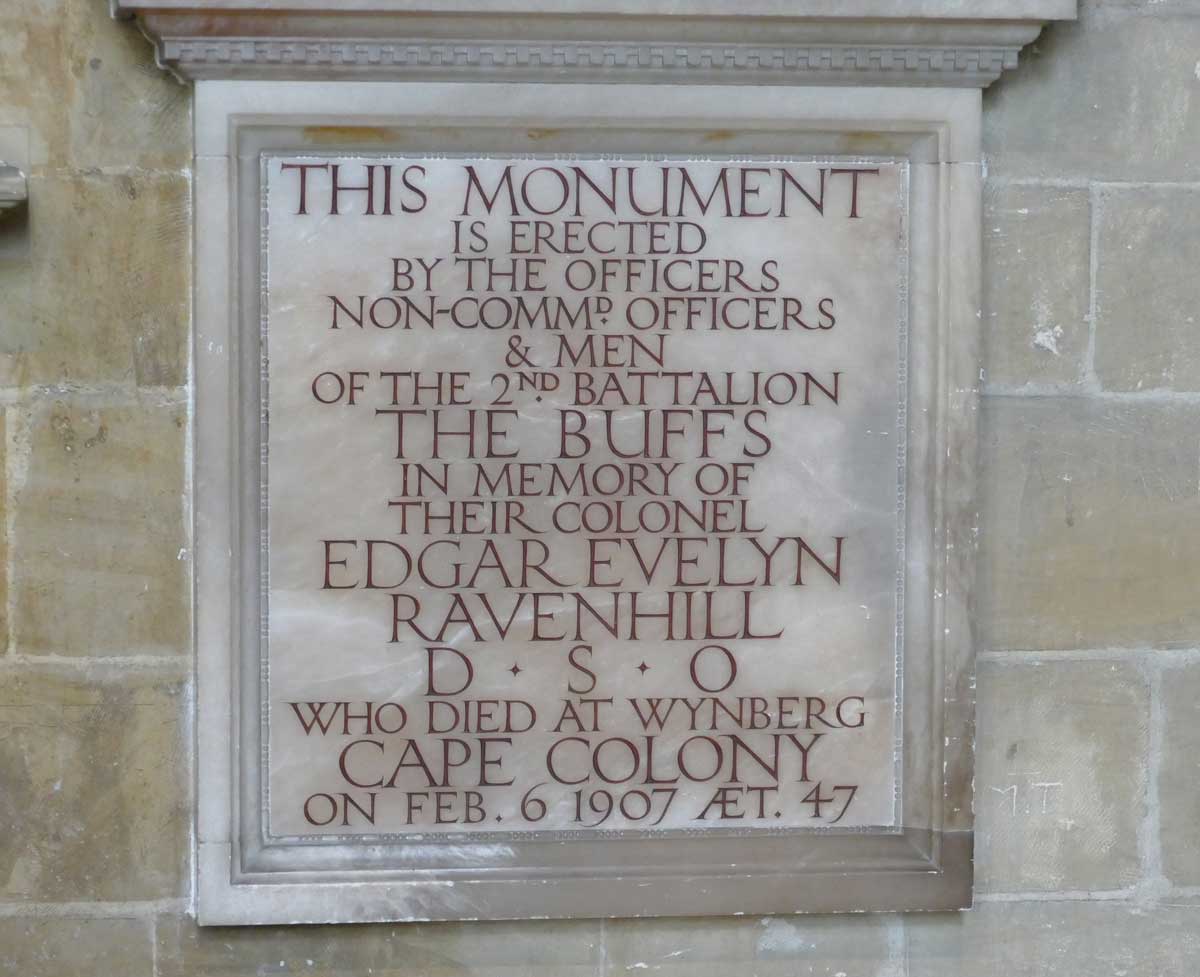 THIS MONUMENT
IS ERECTED
BY THE OFFICERS
NON-COMMD. OFFICERS
& MEN
OF THE 2ND. BATTALION
THE BUFFS
IN MEMORY OF
THEIR COLONEL
EDGAR EVELYN
RAVENHILL
D · S · O
WHO DIED AT WYNBERG
CAPE COLONY
ON FEB. 6 1907 ÆT. 47
M.T